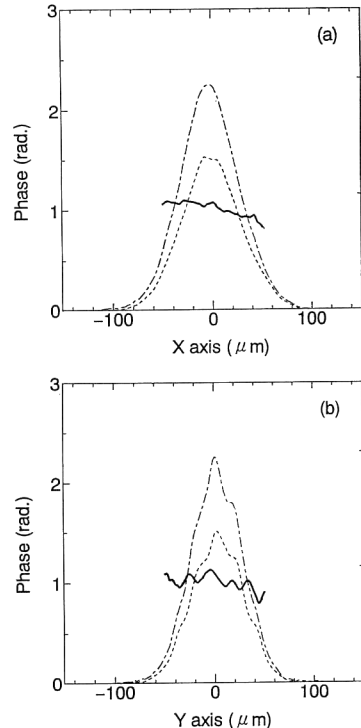 (a)
3
2
1
0
Phase (rad.)
−100
0
100
X axis ( μm)
(b)
3
2
1
0
Phase (rad.)
−100
0
100
Y axis ( μm)